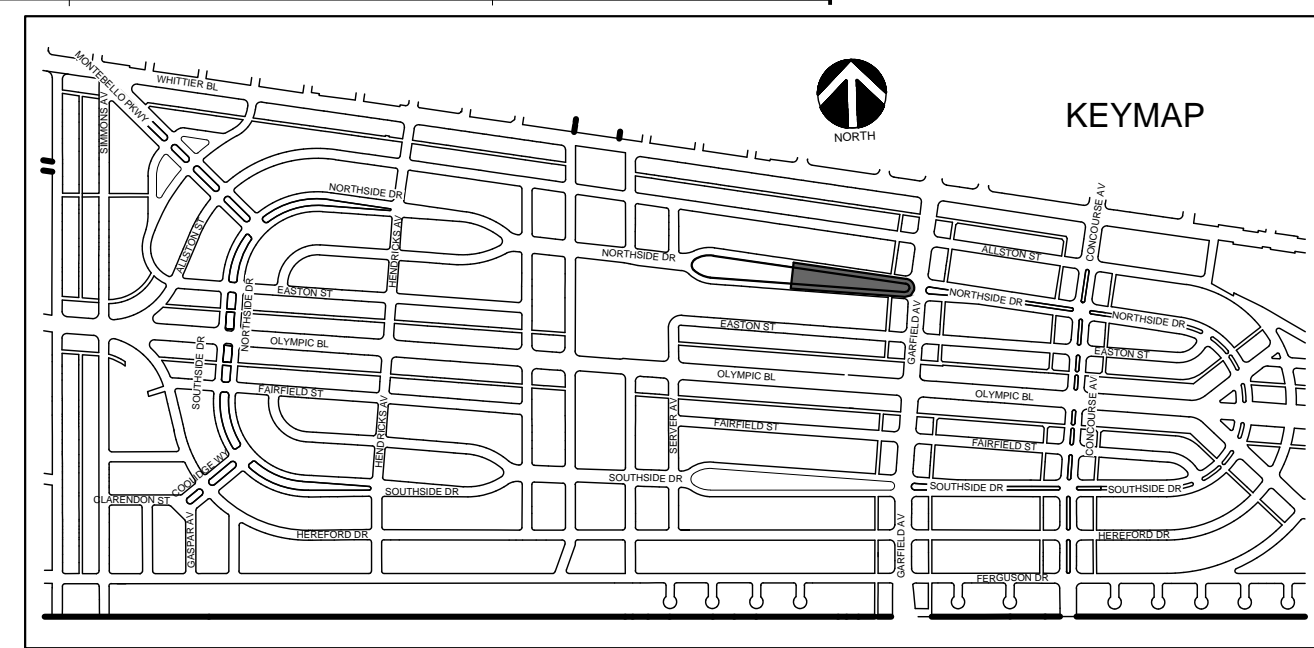 KEYMAP
NORTH
MONTEBELLO PKWY
WHITTIER BL
SIMMONS AV
NORTHSIDE DR
HENDRICKS AV
ALLSTON ST
NORTHSIDE DR
EASTON ST
OLYMPIC BL
SOUTHSIDE DR
FAIRFIELD ST
HENDRICKS AV
COOLIDGE WY
CLARENDON ST
GASPAR AV
SOUTHSIDE DR
HEREFORD DR
NORTHSIDE DR
EASTON ST
OLYMPIC BL
SERVER AV
FAIRFIELD ST
SOUTHSIDE DR
GARFIELD AV
GARFIELD AV
CONCOURSE AV
ALLSTON ST
NORTHSIDE DR
NORTHSIDE DR
EASTON ST
OLYMPIC BL
CONCOURSE AV
FAIRFIELD ST
SOUTHSIDE DR
SOUTHSIDE DR
HEREFORD DR
FERGUSON DR